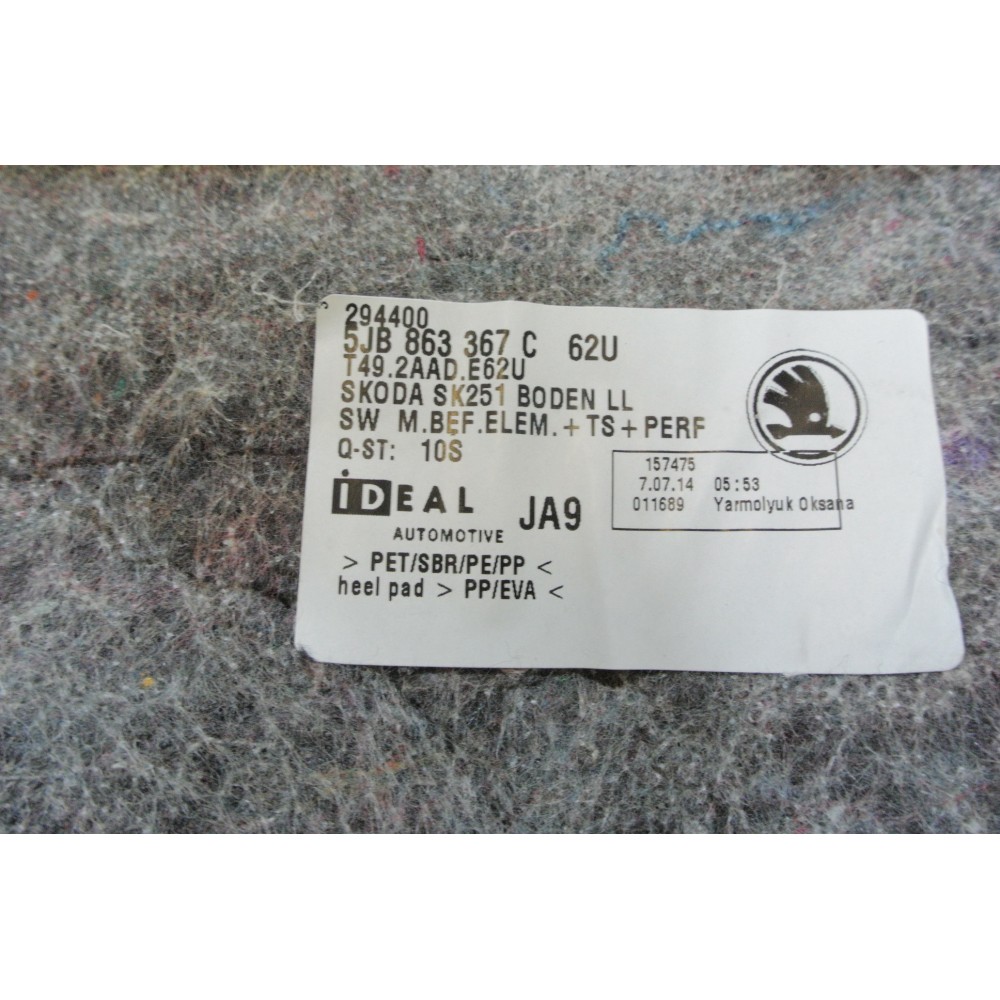 294400
5JB 863 367 C 62U
T49.2AAD.E62U
SKODA SK251 BODEN LL
SW M.BEF.ELEM.+TS+PERF
Q-ST: 10S
iDEAL
AUTOMOTIVE
JA9
157475
7.07.14 05:53
011689 Yarmolyuk Oksana
> PET/SBR/PE/PP <
heel pad > PP/EVA <